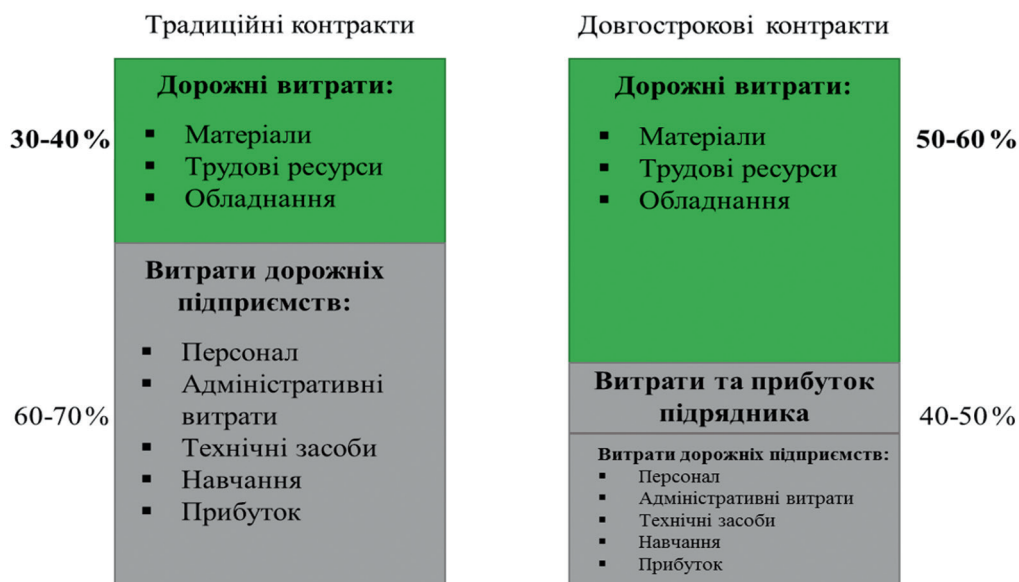 Традиційні контракти
30-40%
Дорожні витрати:
▪ Матеріали
▪ Трудові ресурси
▪ Обладнання
60-70%
Витрати дорожніх
підприємств:
▪ Персонал
▪ Адміністративні
витрати
▪ Технічні засоби
▪ Навчання
▪ Прибуток
Довгострокові контракти
50-60%
Дорожні витрати:
▪ Матеріали
▪ Трудові ресурси
▪ Обладнання
40-50%
Витрати та прибуток
підрядника
Витрати дорожніх підприємств:
▪ Персонал
▪ Адміністративні витрати
▪ Технічні засоби
▪ Навчання
▪ Прибуток